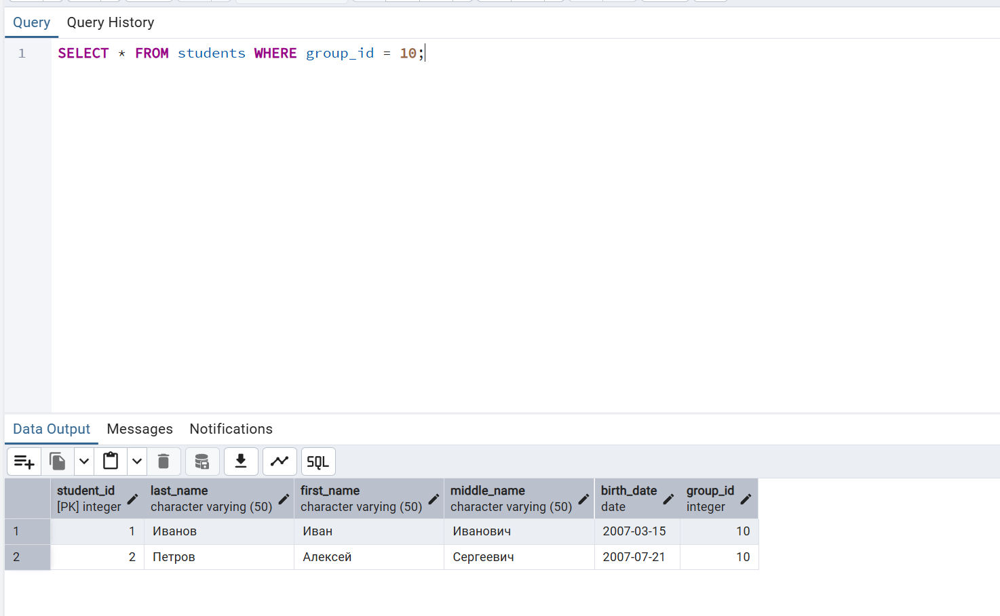 Query Query History
1 SELECT * FROM students WHERE group_id = 10;
Data Output Messages Notifications
SQL
student_id last_name first_name middle_name birth_date group_id
[PK] integer character varying (50) character varying (50) character varying (50) date integer
1 1 Иванов Иван Иванович 2007-03-15 10
2 2 Петров Алексей Сергеевич 2007-07-21 10